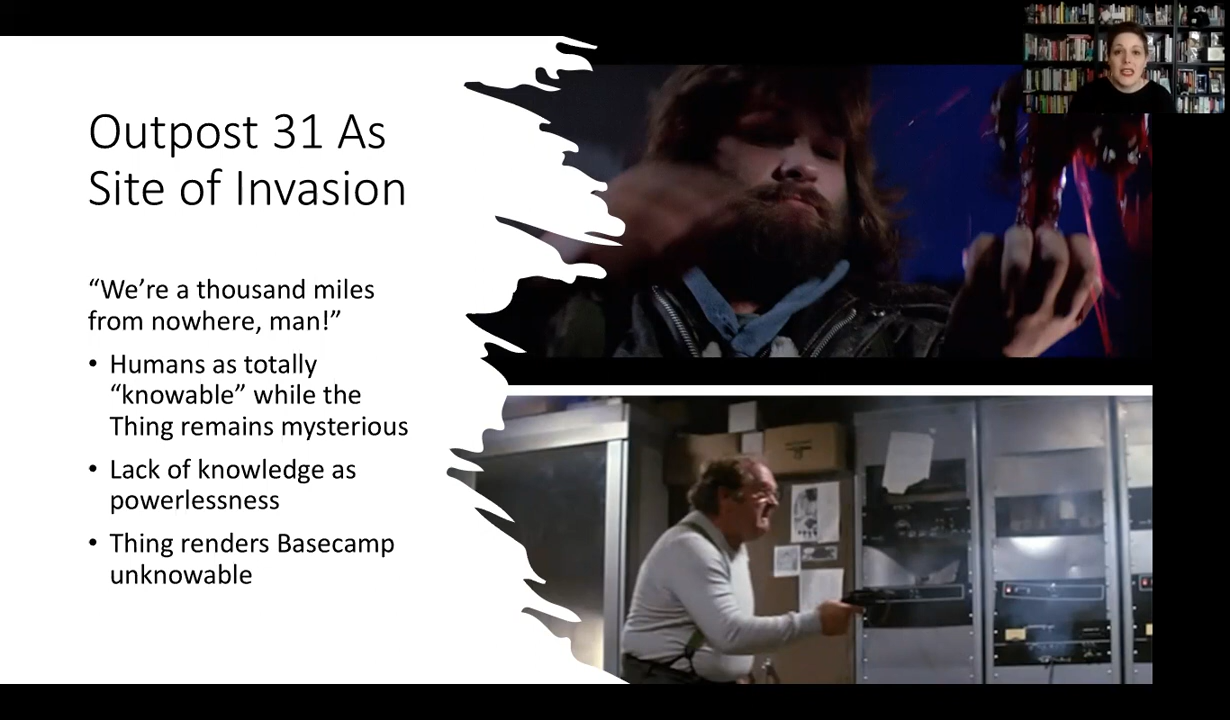 Outpost 31 As
Site of Invasion
“We’re a thousand miles
from nowhere, man!”
• Humans as totally
“knowable” while the
Thing remains mysterious
• Lack of knowledge as
powerlessness
• Thing renders Basecamp
unknowable